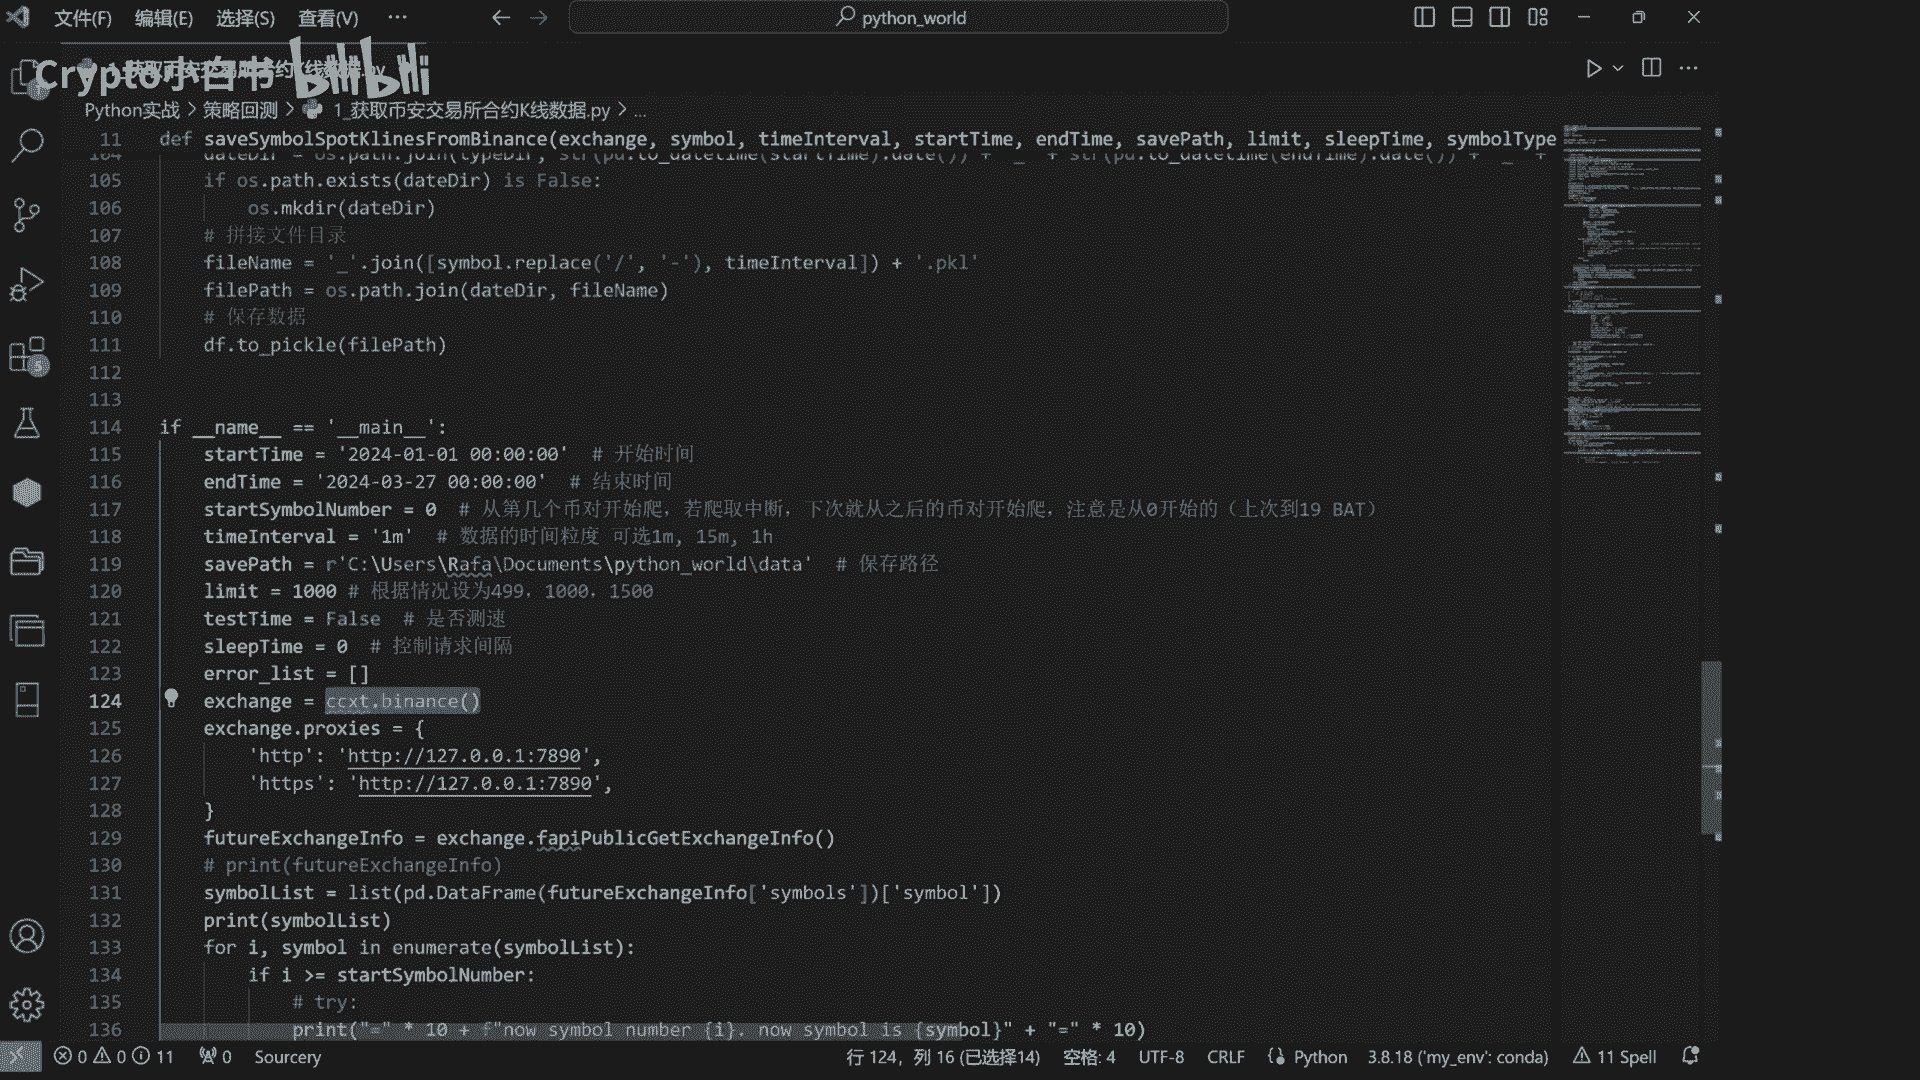 文件(F) 编辑(E) 选择(S) 查看(V) ··· python_world
Crypto小白书 bilibili
Python实战 > 策略回测 > 1_获取币安交易所合约K线数据.py > ...
11 def saveSymbolSpotKlinesFromBinance(exchange, symbol, timeInterval, startTime, endTime, savePath, limit, sleepTime, symbolType
104 dateDir = os.path.join(typeDir, str(pd.to_datetime(startTime).date()) + '_' + str(pd.to_datetime(endTime).date()) + '_' +
105 if os.path.exists(dateDir) is False:
106 os.mkdir(dateDir)
107 # 拼接文件目录
108 fileName = '_'.join([symbol.replace('/', '-'), timeInterval]) + '.pkl'
109 filePath = os.path.join(dateDir, fileName)
110 # 保存数据
111 df.to_pickle(filePath)
112
113
114 if __name__ == '__main__':
115 startTime = '2024-01-01 00:00:00' # 开始时间
116 endTime = '2024-03-27 00:00:00' # 结束时间
117 startSymbolNumber = 0 # 从第几个币对开始爬，若爬取中断，下次就从之后的币对开始爬，注意是从0开始的（上次到19 BAT）
118 timeInterval = '1m' # 数据的时间粒度 可选1m, 15m, 1h
119 savePath = r'C:\Users\Rafa\Documents\python_world\data' # 保存路径
120 limit = 1000 # 根据情况设为499，1000，1500
121 testTime = False # 是否测速
122 sleepTime = 0 # 控制请求间隔
123 error_list = []
124 exchange = ccxt.binance()
125 exchange.proxies = {
126 'http': 'http://127.0.0.1:7890',
127 'https': 'http://127.0.0.1:7890',
128 }
129 futureExchangeInfo = exchange.fapiPublicGetExchangeInfo()
130 # print(futureExchangeInfo)
131 symbolList = list(pd.DataFrame(futureExchangeInfo['symbols'])['symbol'])
132 print(symbolList)
133 for i, symbol in enumerate(symbolList):
134 if i >= startSymbolNumber:
135 # try:
136 print("=" * 10 + f"now symbol number {i}. now symbol is {symbol}" + "=" * 10)
0 0 11 0 Sourcery 行 124，列 16 (已选择14) 空格: 4 UTF-8 CRLF Python 3.8.18 ('my_env': conda) 11 Spell